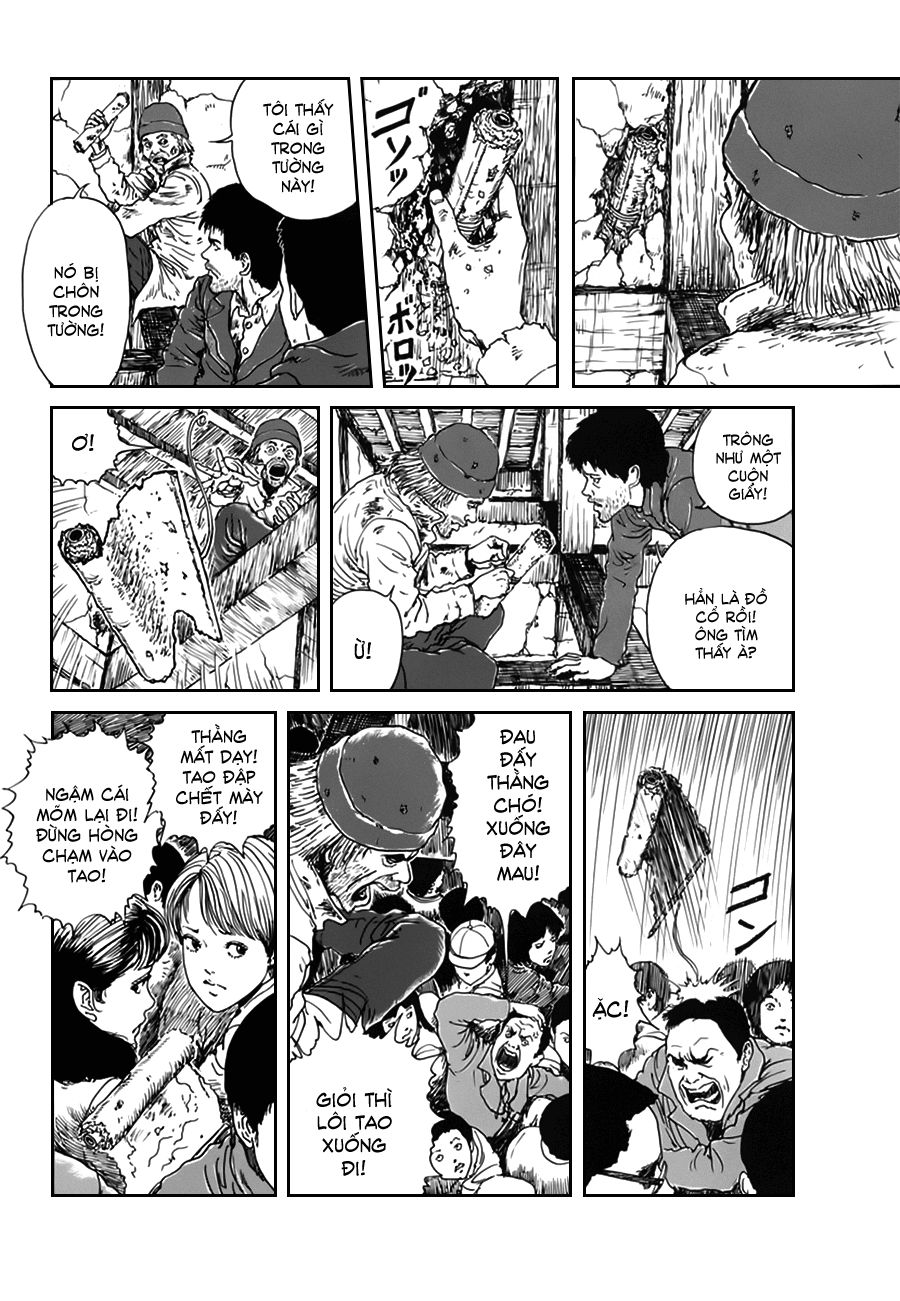 ゴソッ
ボロッ
TÔI THẤY
CÁI GÌ
TRONG
TƯỜNG
NÀY!
NÓ BỊ
CHÔN
TRONG
TƯỜNG!
TRÔNG
NHƯ MỘT
CUỘN
GIẤY!
HẲN LÀ ĐỒ
CỔ RỒI!
ÔNG TÌM
THẤY À?
Ừ!
Ơ!
ẶC!
コン
ĐAU
ĐẤY
THẰNG
CHÓ!
XUỐNG
ĐÂY
MAU!
GIỎI THÌ
LÔI TAO
XUỐNG
ĐI!
THẰNG
MẤT DẠY!
TAO ĐẬP
CHẾT MÀY
ĐẤY!
NGẬM CÁI
MÕM LẠI ĐI!
ĐỪNG HÒNG
CHẠM VÀO
TAO!